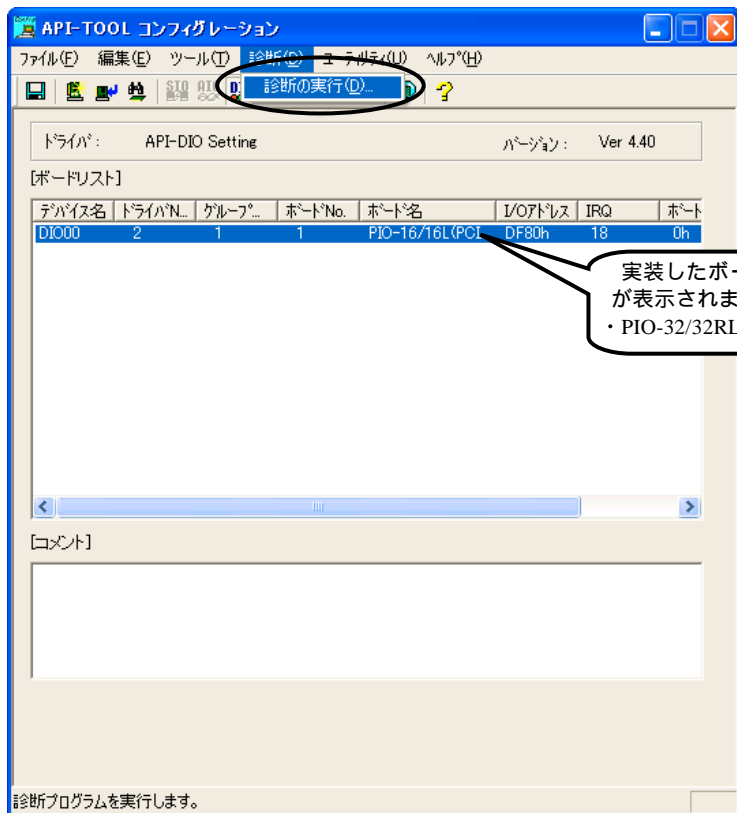 API-TOOL コンフィグレーション
ファイル(F) 編集(E) ツール(T) 診断(D) ユーティリティ(U) ヘルプ(H)
診断の実行(D)...
ドライバ: API-DIO Setting バージョン: Ver 4.40
[ボードリスト]
デバイス名 ドライバN... グループ... ボードNo. ボード名 I/Oアドレス IRQ ボート
DIO00 2 1 1 PIO-16/16L(PCI DF80h 18 0h
実装したボー
が表示されま
・PIO-32/32RL
[コメント]
診断プログラムを実行します。